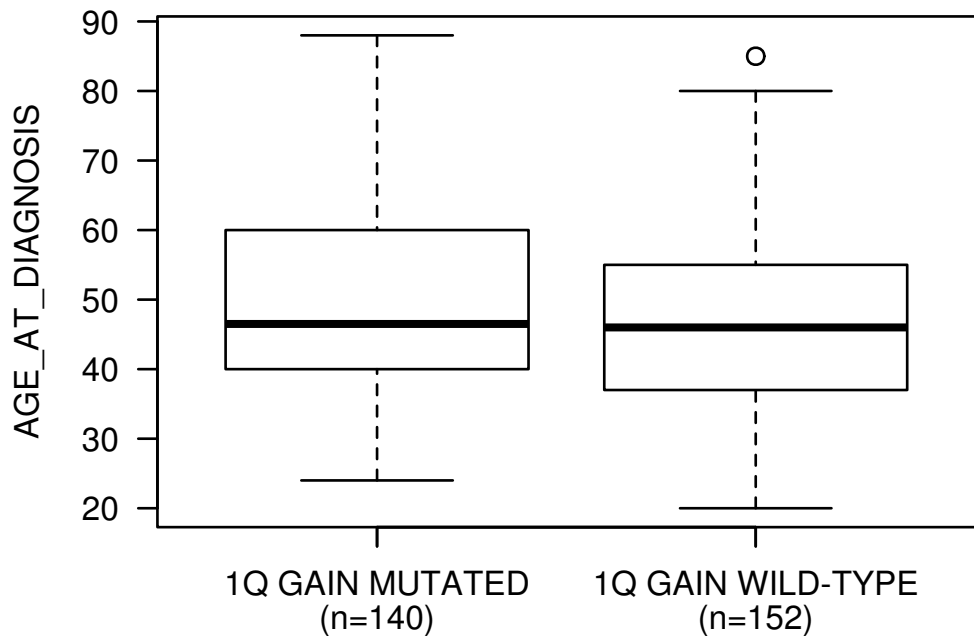 AGE_AT_DIAGNOSIS
90
80
70
60
50
40
30
20
1Q GAIN MUTATED
(n=140)
1Q GAIN WILD-TYPE
(n=152)